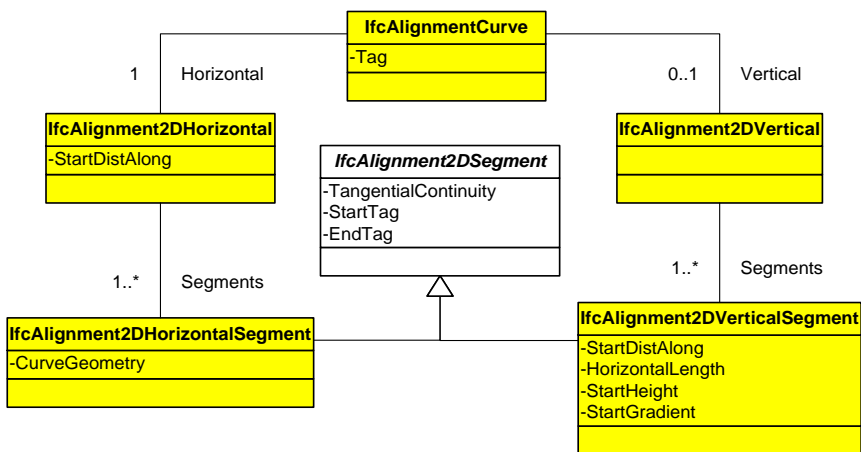 IfcAlignmentCurve
-Tag
1 Horizontal
0..1 Vertical
IfcAlignment2DHorizontal
-StartDistAlong
IfcAlignment2DSegment
-TangentialContinuity
-StartTag
-EndTag
IfcAlignment2DVertical
1..* Segments
1..* Segments
IfcAlignment2DHorizontalSegment
-CurveGeometry
IfcAlignment2DVerticalSegment
-StartDistAlong
-HorizontalLength
-StartHeight
-StartGradient